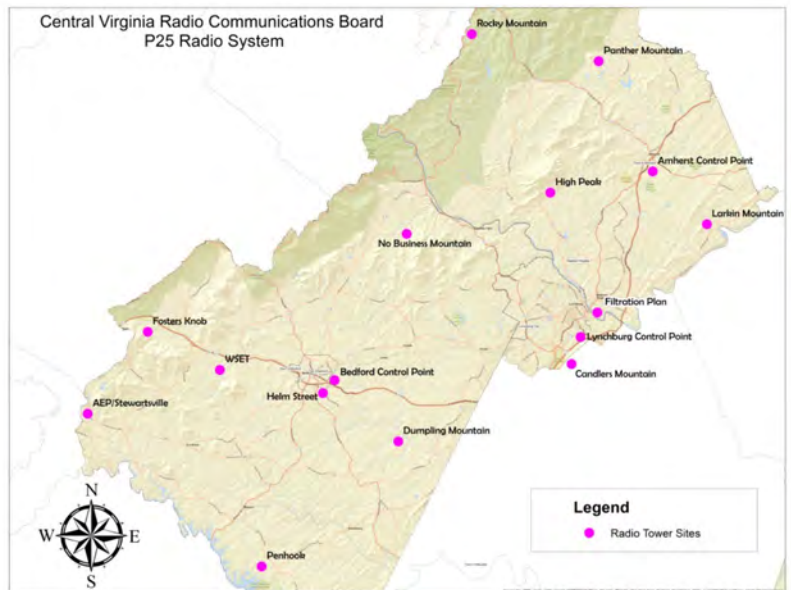 Central Virginia Radio Communications Board
P25 Radio System
Rocky Mountain
Panther Mountain
Amherst Control Point
High Peak
Larkin Mountain
No Business Mountain
Filtration Plan
Fosters Knob
Lynchburg Control Point
WSET
Candlers Mountain
Bedford Control Point
Helm Street
AEP/Stewartsville
Dumpling Mountain
N
W
E
S
Legend
Radio Tower Sites
Penhook